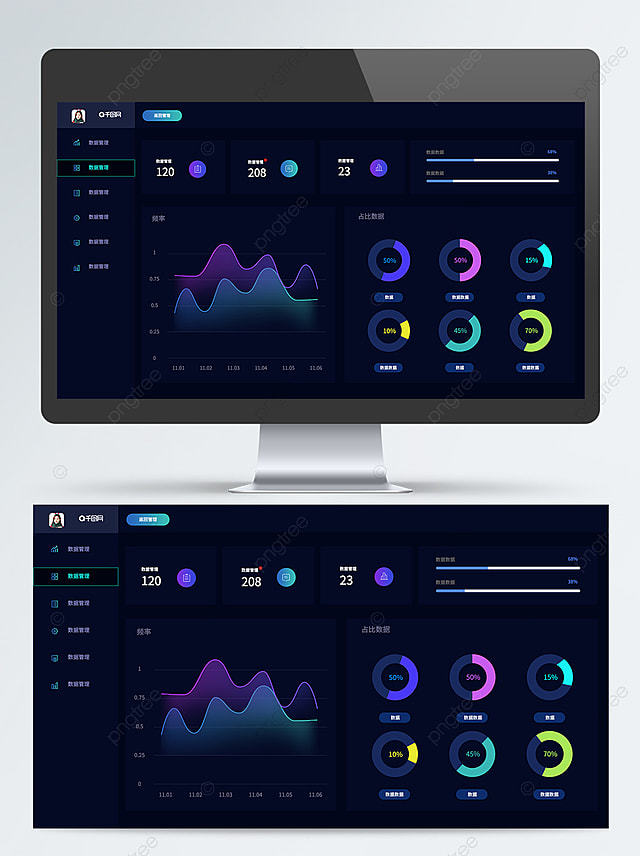 千图网
返回管理
数据管理
数据管理
数据管理
数据管理
数据管理
数据管理
数据管理
120
数据管理
208
数据管理
23
数据数据
68%
数据数据
38%
频率
1
0.75
0.5
0.25
0
11.01 11.02 11.03 11.04 11.05 11.06
占比数据
50% 50% 15%
数据 数据数据 数据
10% 45% 70%
数据数据 数据 数据数据
千图网
返回管理
数据管理
数据管理
数据管理
数据管理
数据管理
数据管理
数据管理
120
数据管理
208
数据管理
23
数据数据
68%
数据数据
38%
频率
1
0.75
0.5
0.25
0
11.01 11.02 11.03 11.04 11.05 11.06
占比数据
50% 50% 15%
数据 数据数据 数据
10% 45% 70%
数据数据 数据 数据数据
pngtree